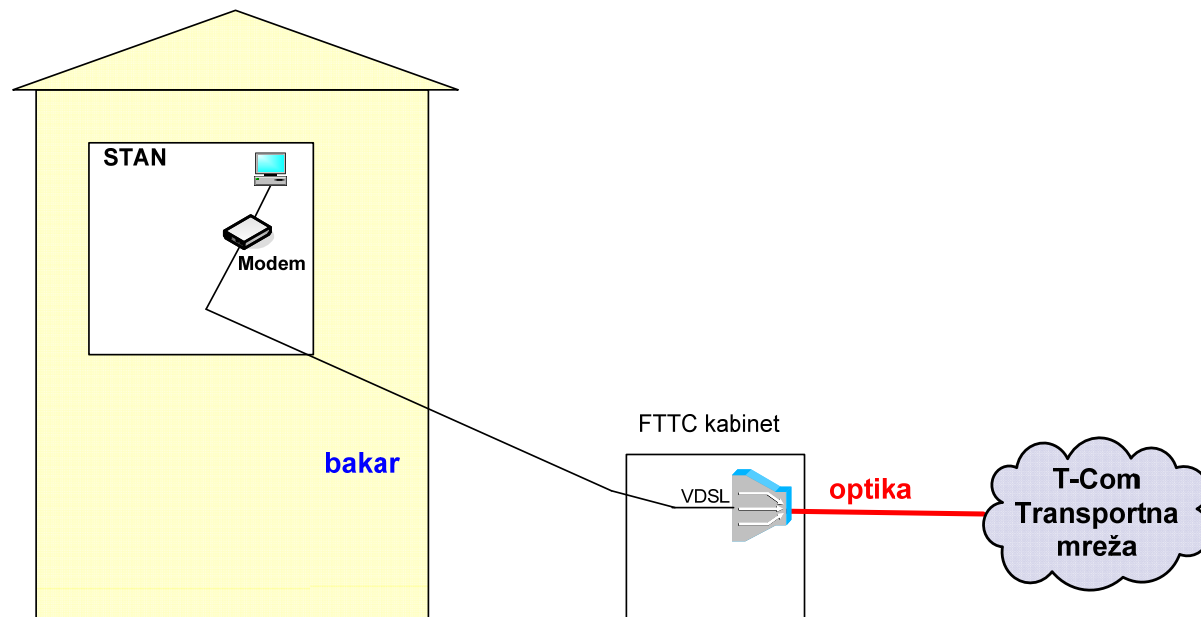 STAN
Modem
FTTC kabinet
bakar
VDSL
optika
T-Com
Transportna
mreža